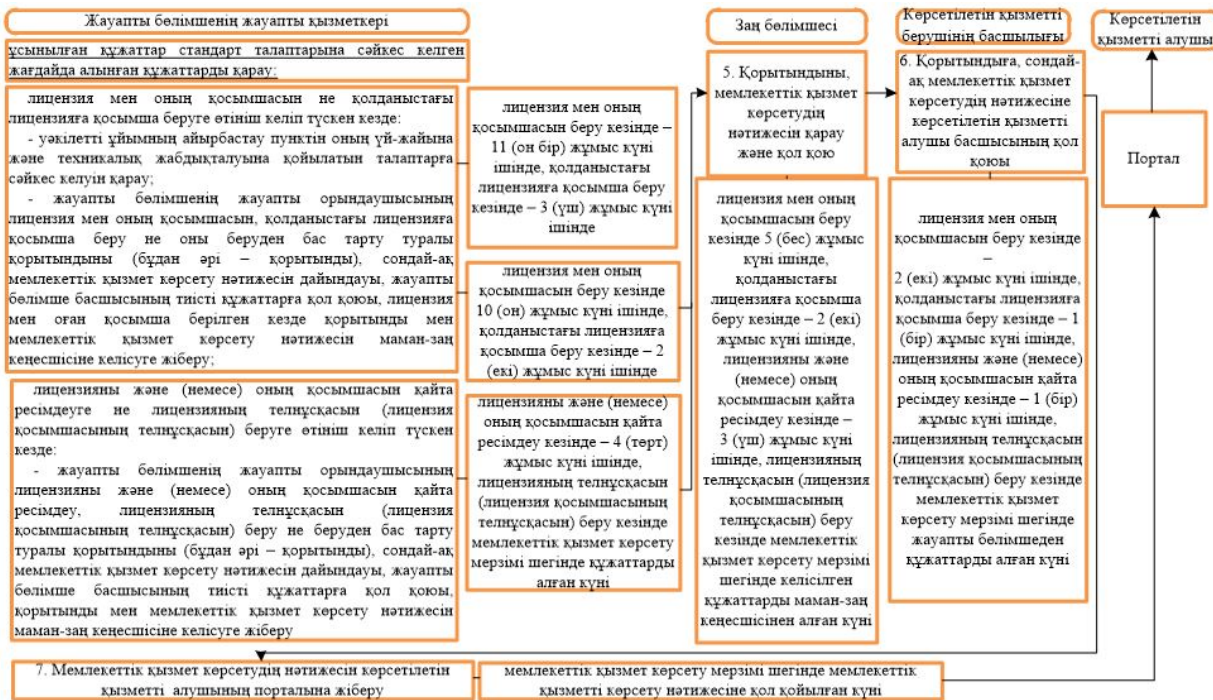 Жауапты бөлімшенің жауапты қызметкері
Заң бөлімшесі
Көрсетілетін қызметті
берушінің басшылығы
Көрсетілетін
қызметті алушы
ұсынылған құжаттар стандарт талаптарына сәйкес келген
жағдайда алынған құжаттарды қарау:
лицензия мен оның қосымшасын не қолданыстағы
лицензияға қосымша беруге өтініш келіп түскен кезде:
- уәкілетті ұйымның айырбастау пунктін оның үй-жайына
және техникалық жабдықталуына қойылатын талаптарға
сәйкес келуін қарау;
- жауапты бөлімшенің жауапты орындаушысының
лицензия мен оның қосымшасын, қолданыстағы лицензияға
қосымша беру не оны беруден бас тарту туралы
қорытындыны (бұдан әрі – қорытынды), сондай-ақ
мемлекеттік қызмет көрсету нәтижесін дайындауы, жауапты
бөлімше басшысының тиісті құжаттарға қол қоюы, лицензия
мен оған қосымша берілген кезде қорытынды мен
мемлекеттік қызмет көрсету нәтижесін маман-заң
кеңесшісіне келісуге жіберу;
лицензия мен оның
қосымшасын беру кезінде –
11 (он бір) жұмыс күні
ішінде, қолданыстағы
лицензияға қосымша беру
кезінде – 3 (үш) жұмыс күні
ішінде
лицензия мен оның
қосымшасын беру кезінде
10 (он) жұмыс күні ішінде,
қолданыстағы лицензияға
қосымша беру кезінде – 2
(екі) жұмыс күні ішінде
лицензияны және (немесе) оның қосымшасын қайта
ресімдеуге не лицензияның телнұсқасын (лицензия
қосымшасының телнұсқасын) беруге өтініш келіп түскен
кезде:
- жауапты бөлімшенің жауапты орындаушысының
лицензияны және (немесе) оның қосымшасын қайта
ресімдеу, лицензияның телнұсқасын (лицензия
қосымшасының телнұсқасын) беру не беруден бас тарту
туралы қорытындыны (бұдан әрі – қорытынды), сондай-ақ
мемлекеттік қызмет көрсету нәтижесін дайындауы, жауапты
бөлімше басшысының тиісті құжаттарға қол қоюы,
қорытынды мен мемлекеттік қызмет көрсету нәтижесін
маман-заң кеңесшісіне келісуге жіберу
лицензияны және (немесе)
оның қосымшасын қайта
ресімдеу кезінде – 4 (төрт)
жұмыс күні ішінде,
лицензияның телнұсқасын
(лицензия қосымшасының
телнұсқасын) беру кезінде
мемлекеттік қызмет көрсету
мерзімі шегінде құжаттарды
алған күні
5. Қорытындыны,
мемлекеттік қызмет
көрсетудің
нәтижесін қарау
және қол қою
лицензия мен оның
қосымшасын беру
кезінде 5 (бес) жұмыс
күні ішінде,
қолданыстағы
лицензияға қосымша
беру кезінде – 2 (екі)
жұмыс күні ішінде,
лицензияны және
(немесе) оның
қосымшасын қайта
ресімдеу кезінде –
3 (үш) жұмыс күні
ішінде, лицензияның
телнұсқасын (лицензия
қосымшасының
телнұсқасын) беру
кезінде мемлекеттік
қызмет көрсету мерзімі
шегінде келісілген
құжаттарды маман-заң
кеңесшісінен алған күні
6. Қорытындыға, сондай-
ақ мемлекеттік қызмет
көрсетудің нәтижесіне
көрсетілетін қызметті
алушы басшысының қол
қоюы
лицензия мен оның
қосымшасын беру кезінде
–
2 (екі) жұмыс күні ішінде,
қолданыстағы лицензияға
қосымша беру кезінде – 1
(бір) жұмыс күні ішінде,
лицензияны және (немесе)
оның қосымшасын қайта
ресімдеу кезінде – 1 (бір)
жұмыс күні ішінде,
лицензияның телнұсқасын
(лицензия қосымшасының
телнұсқасын) беру кезінде
мемлекеттік қызмет
көрсету мерзімі шегінде
жауапты бөлімшеден
құжаттарды алған күні
Портал
7. Мемлекеттік қызмет көрсетудің нәтижесін көрсетілетін
қызметті алушының порталына жіберу
мемлекеттік қызмет көрсету мерзімі шегінде мемлекеттік
қызметті көрсету нәтижесіне қол қойылған күні